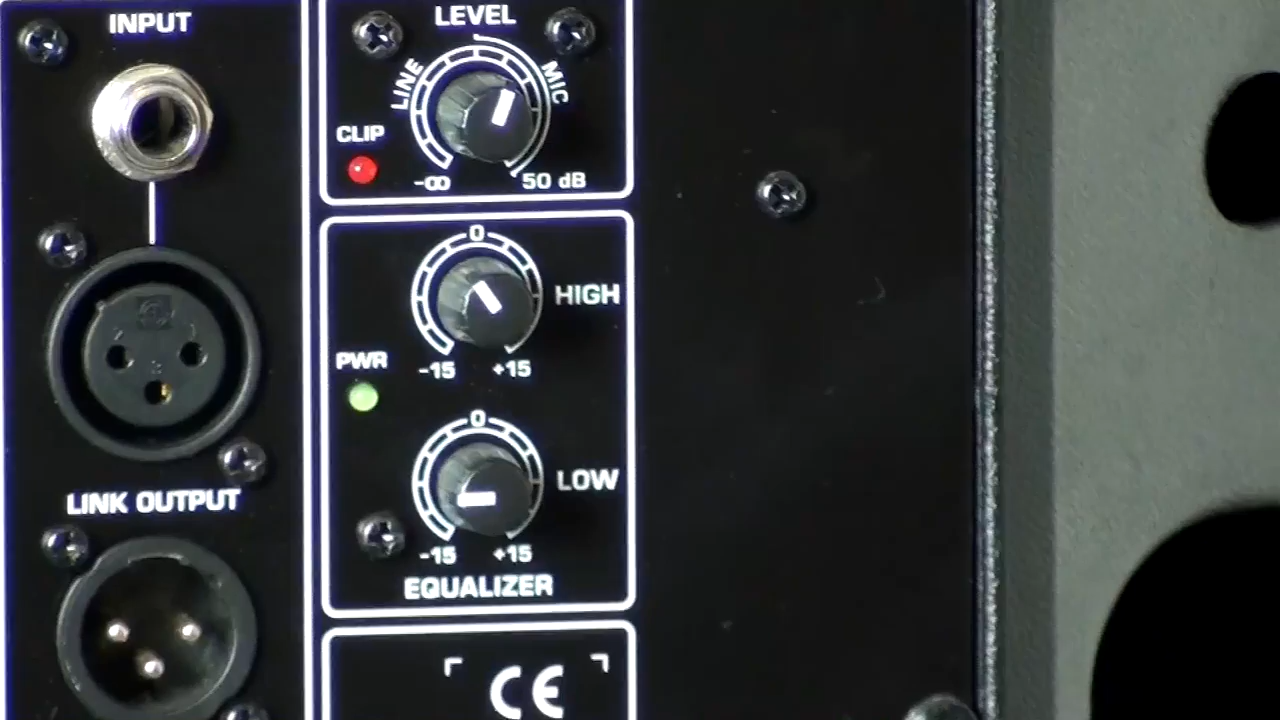 INPUT
LEVEL
LINE
MIC
CLIP
-∞
50 dB
0
HIGH
PWR
-15
+15
0
LOW
LINK OUTPUT
-15
+15
EQUALIZER
CE